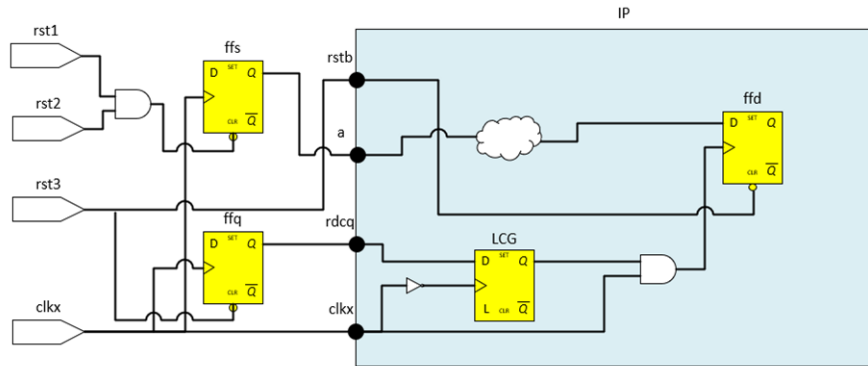 IP
rst1
ffs
rstb
D SET Q
CLR Q
rst2
ffd
a
D SET Q
CLR Q
rst3
ffq
rdcq
LCG
D SET Q
CLR Q
D SET Q
L CLR Q
clkx
clkx